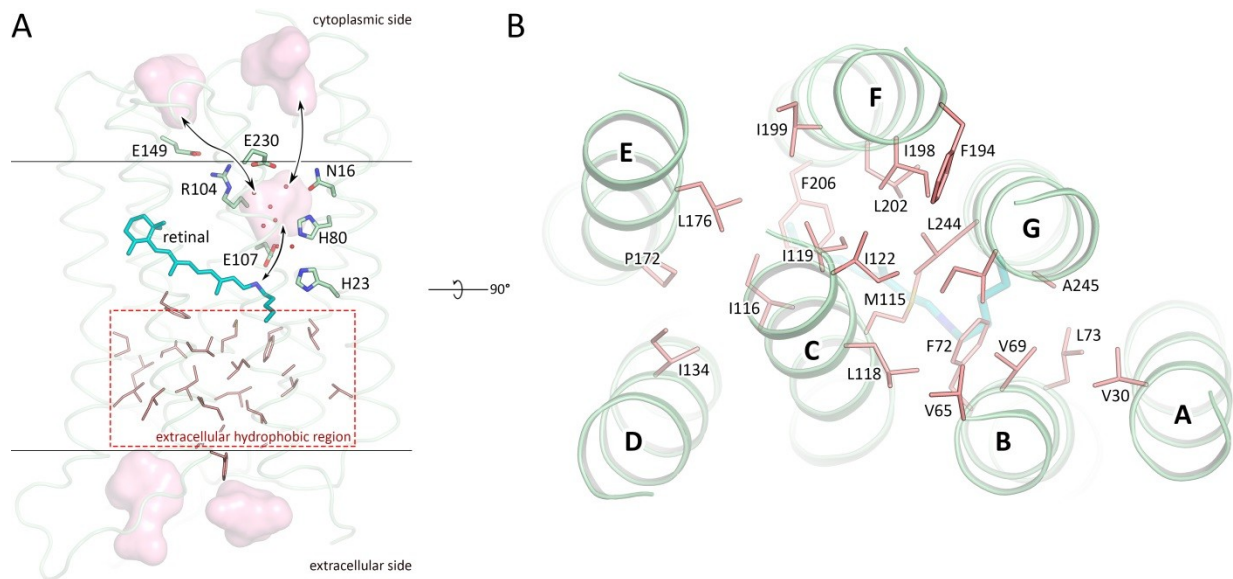 A
cytoplasmic side
E149
E230
R104
N16
retinal
H80
E107
H23
extracellular hydrophobic region
extracellular side
90°
B
F
I199
E
I198
F194
F206
L202
L176
L244
G
P172
I119
I122
A245
I116
M115
C
F72
L73
I134
L118
V69
V30
V65
A
D
B